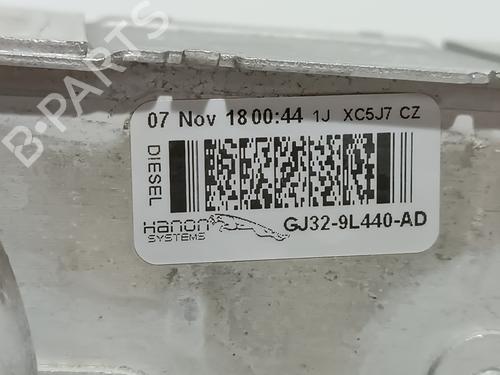 B-PARTS
07 Nov 18 00:44 1J XC5J7 CZ
DIESEL
Hanon
SYSTEMS
GJ32-9L440-AD